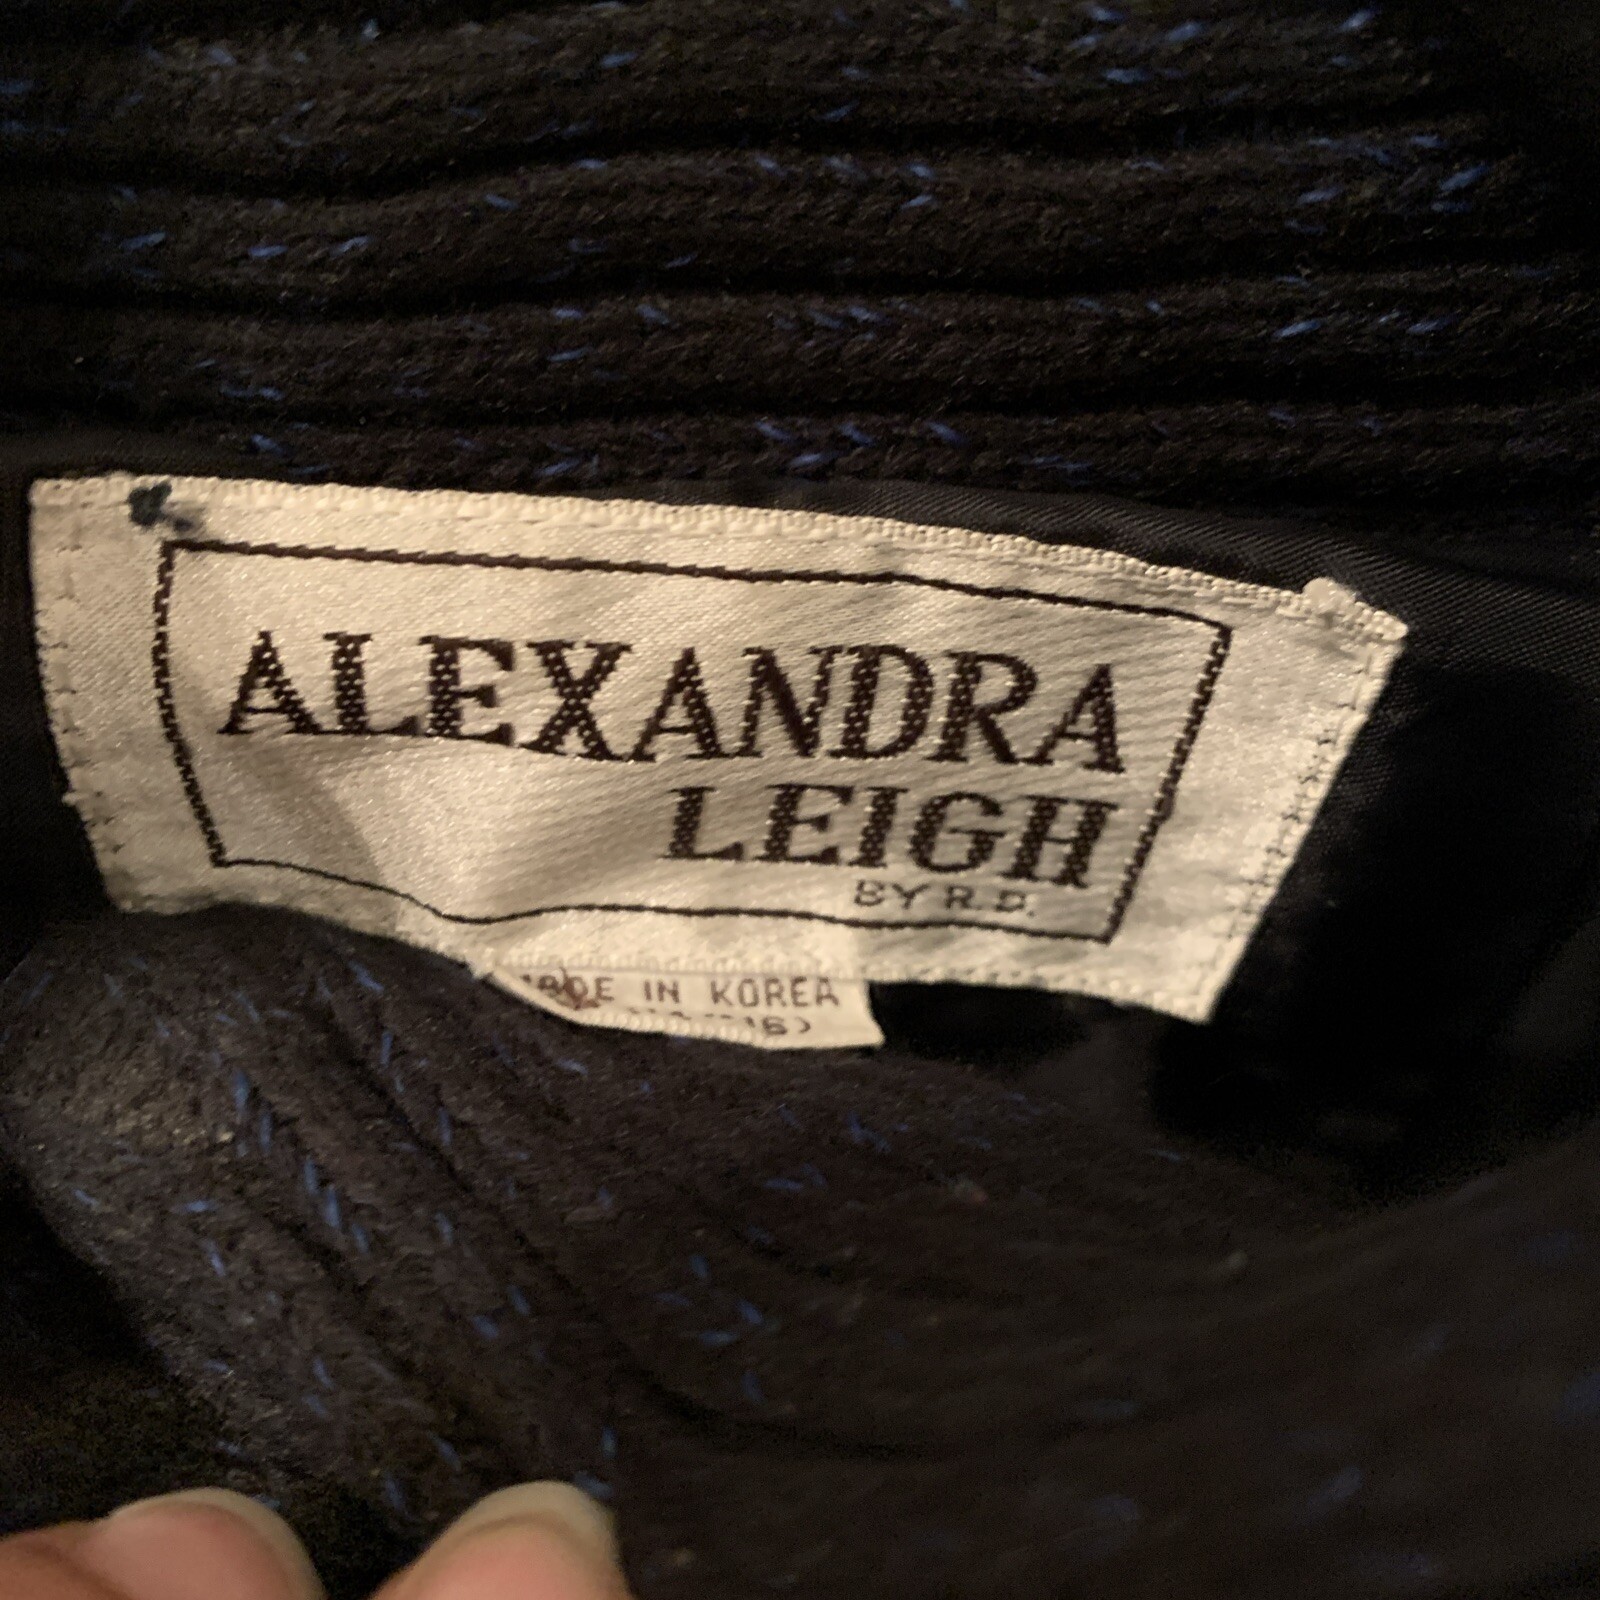 ALEXANDRA
LEIGH
BY R.D.
MADE IN KOREA